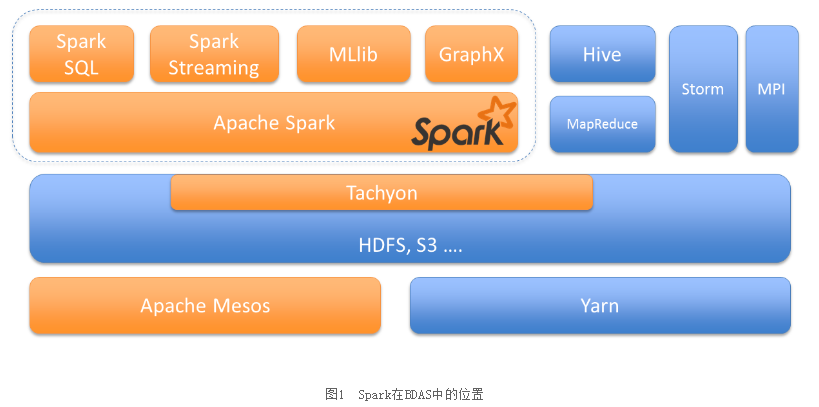 Spark
SQL
Spark
Streaming
MLlib
GraphX
Hive
Storm
MPI
Apache Spark
Spark
MapReduce
Tachyon
HDFS, S3 ....
Apache Mesos
Yarn
图1 Spark在BDAS中的位置